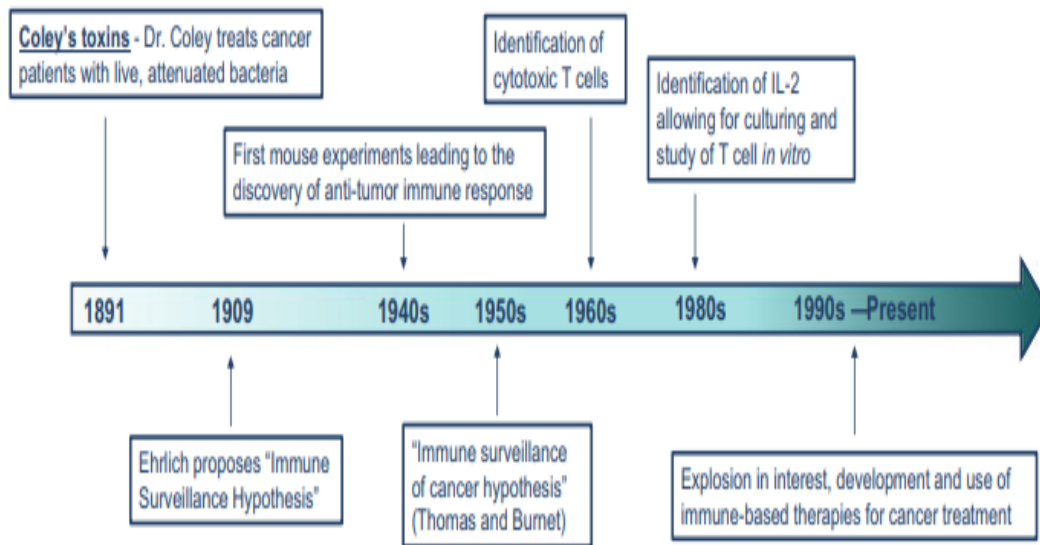 Coley's toxins - Dr. Coley treats cancer
patients with live, attenuated bacteria
Identification of
cytotoxic T cells
Identification of IL-2
allowing for culturing and
study of T cell in vitro
First mouse experiments leading to the
discovery of anti-tumor immune response
1891
1909
1940s
1950s
1960s
1980s
1990s —Present
Ehrlich proposes “Immune
Surveillance Hypothesis”
“Immune surveillance
of cancer hypothesis”
(Thomas and Burnet)
Explosion in interest, development and use of
immune-based therapies for cancer treatment